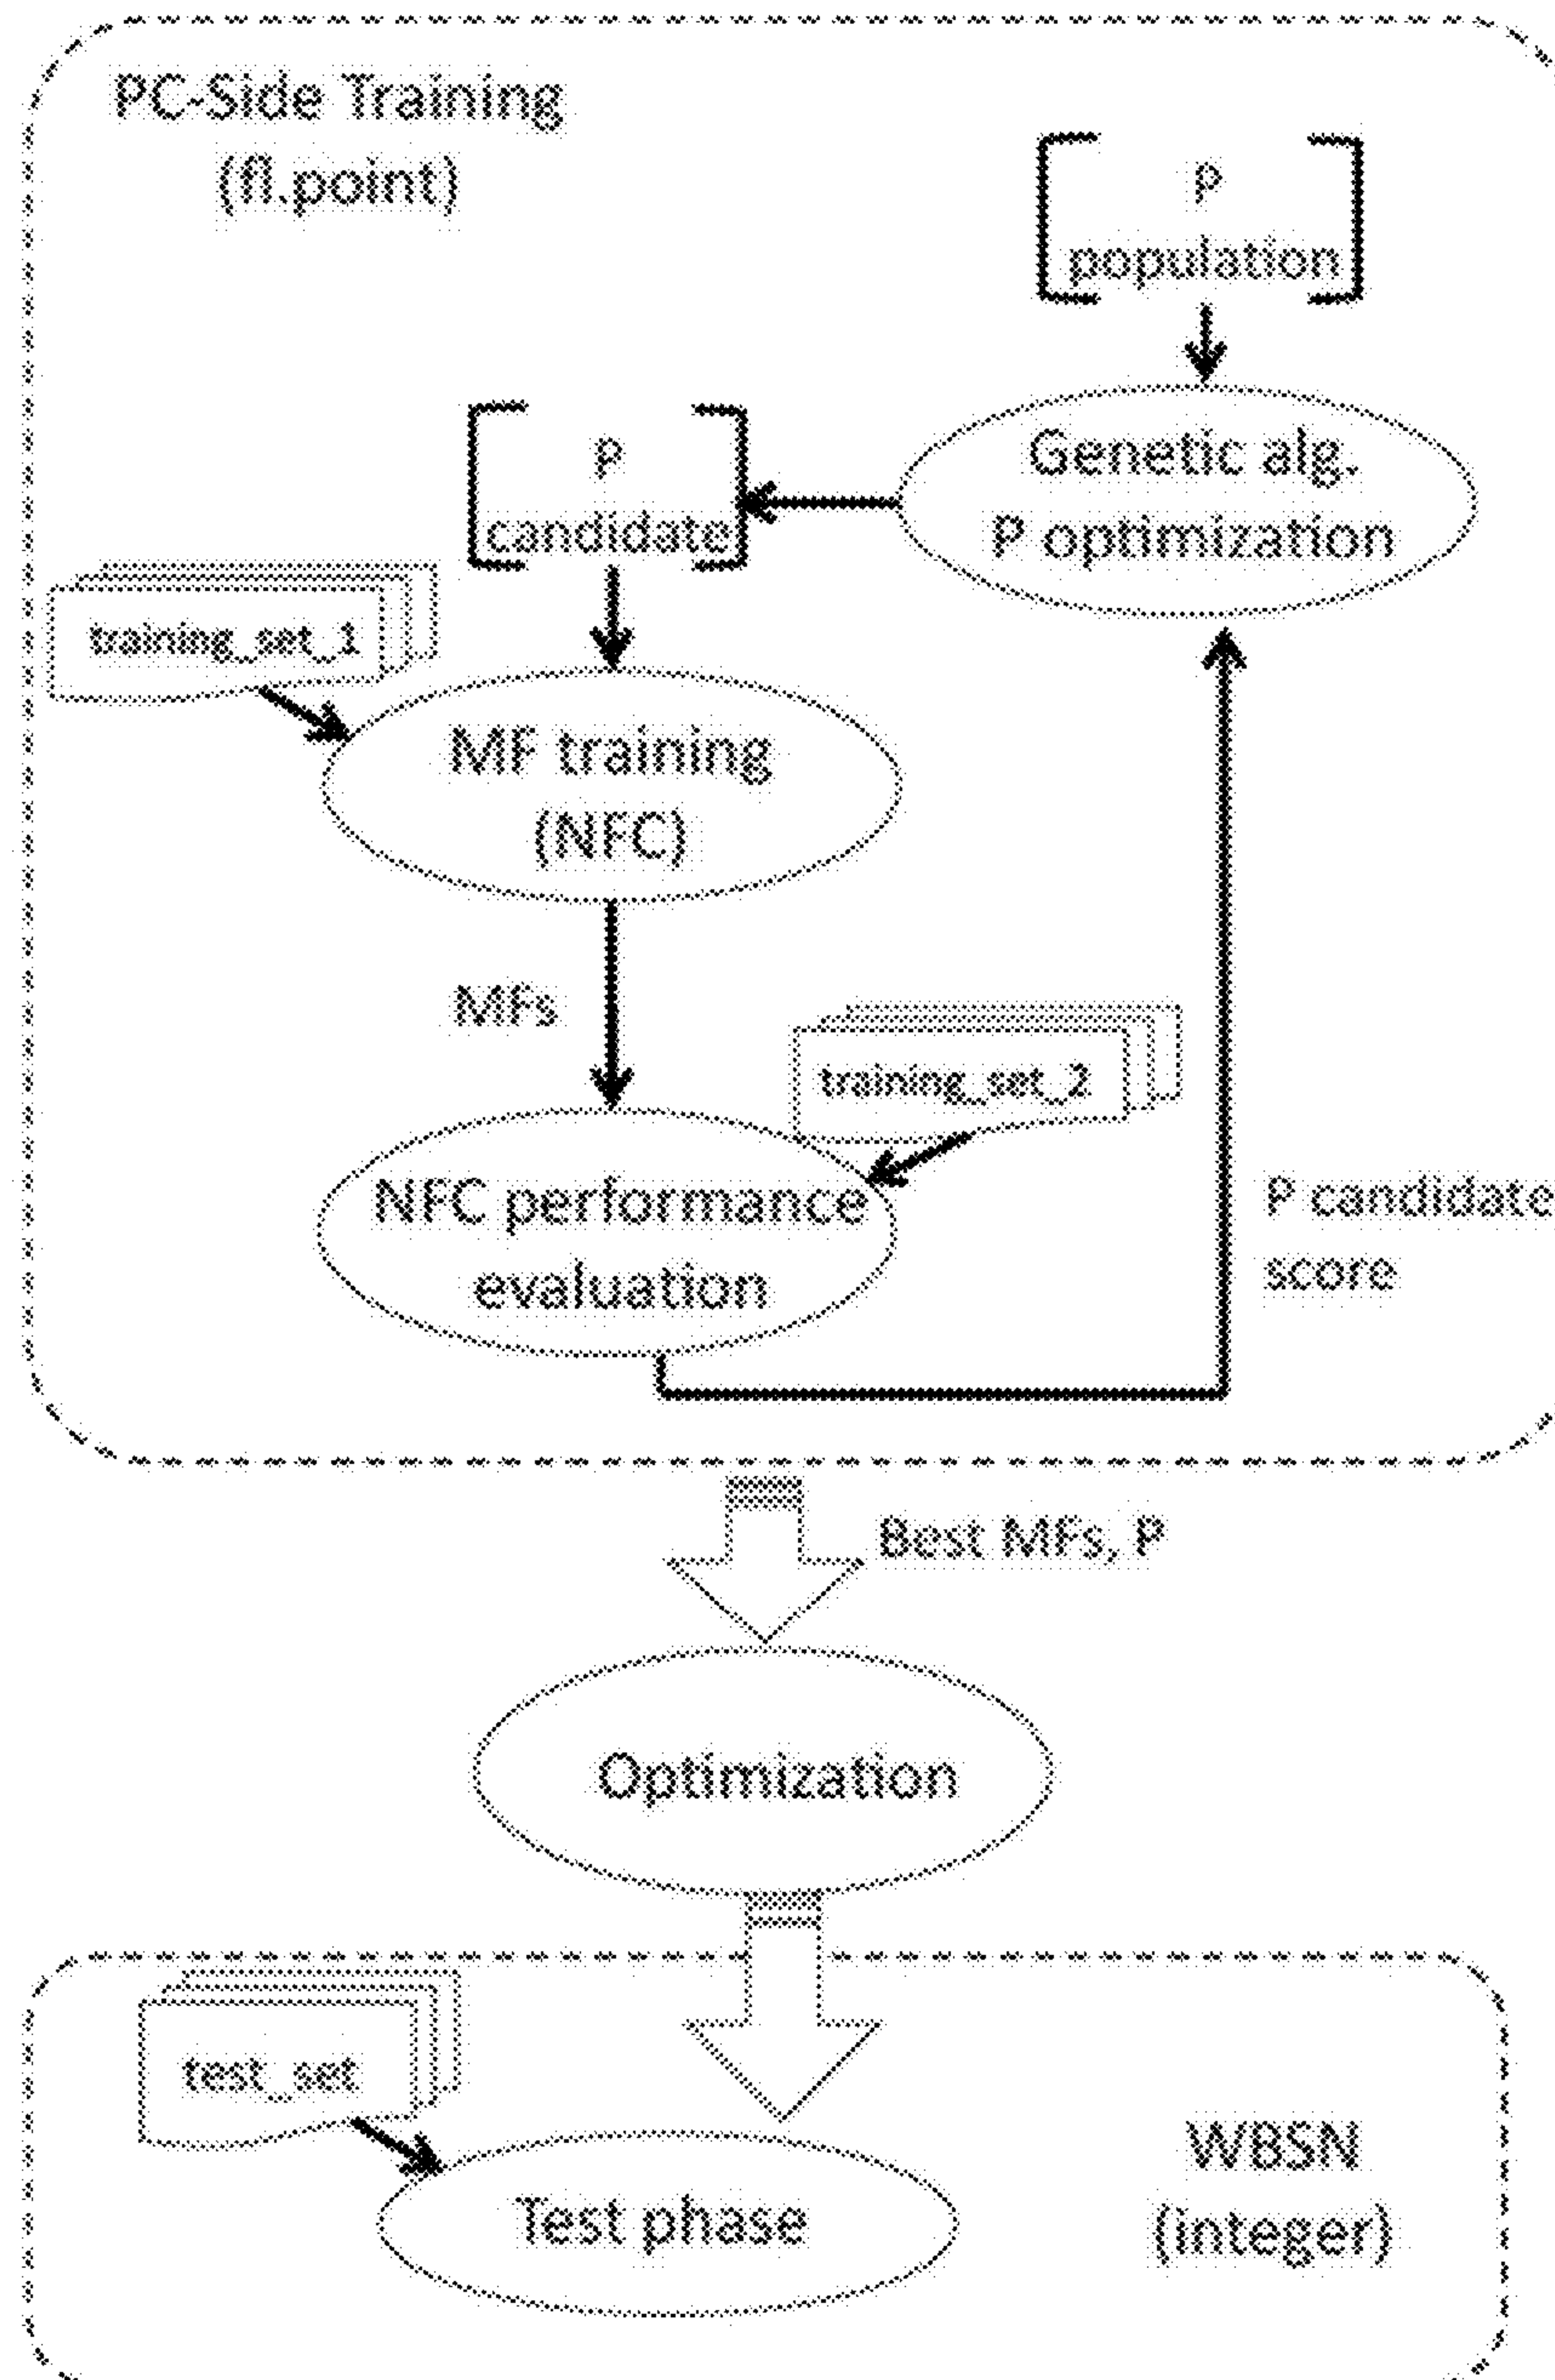 PC-Side Training
(fl.point)
P
population
Genetic alg.
P optimization
P
candidate
training_set_1
MF training
(NFC)
MFs
training_set_2
NFC performance
evaluation
P candidate
score
Best MFs, P
Optimization
test_set
Test phase
WBSN
(integer)